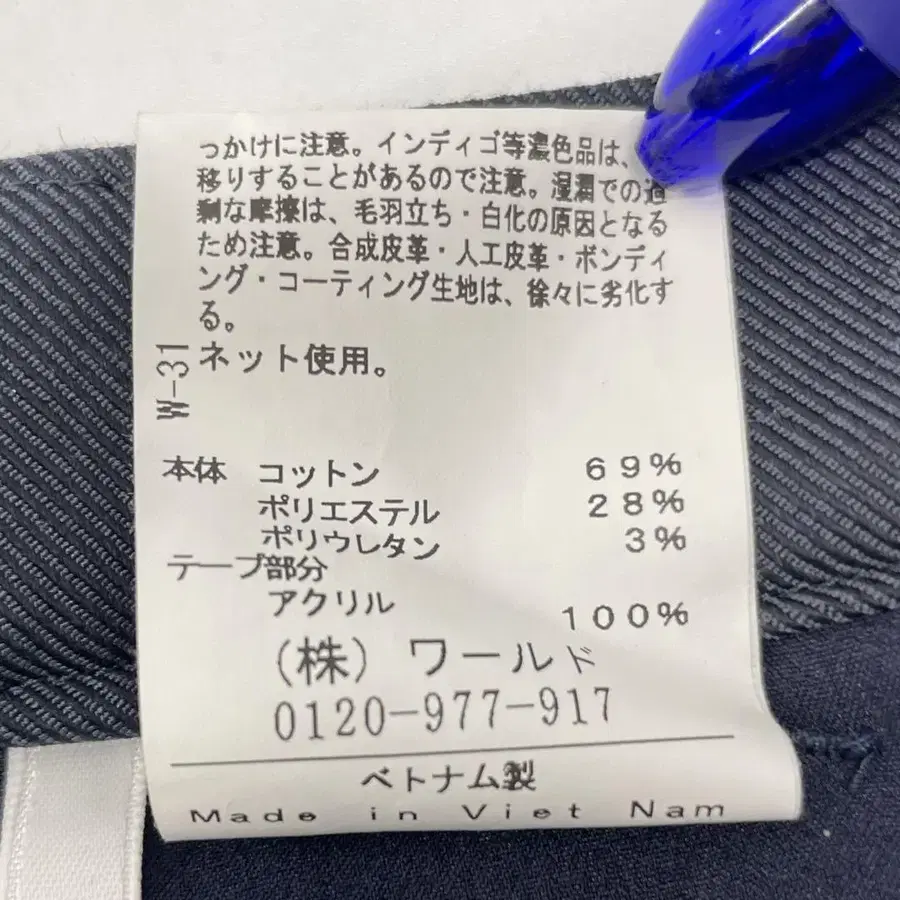 っかけに注意。インディゴ等濃色品は、
移りすることがあるので注意。湿潤での過
剰な摩擦は、毛羽立ち・白化の原因となる
ため注意。合成皮革・人工皮革・ボンディ
ング・コーティング生地は、徐々に劣化す
る。
ネット使用。
W-31
本体 コットン 69%
ポリエステル 28%
ポリウレタン 3%
テープ部分
アクリル 100%
(株) ワールド
0120-977-917
ベトナム製
Made in Viet Nam